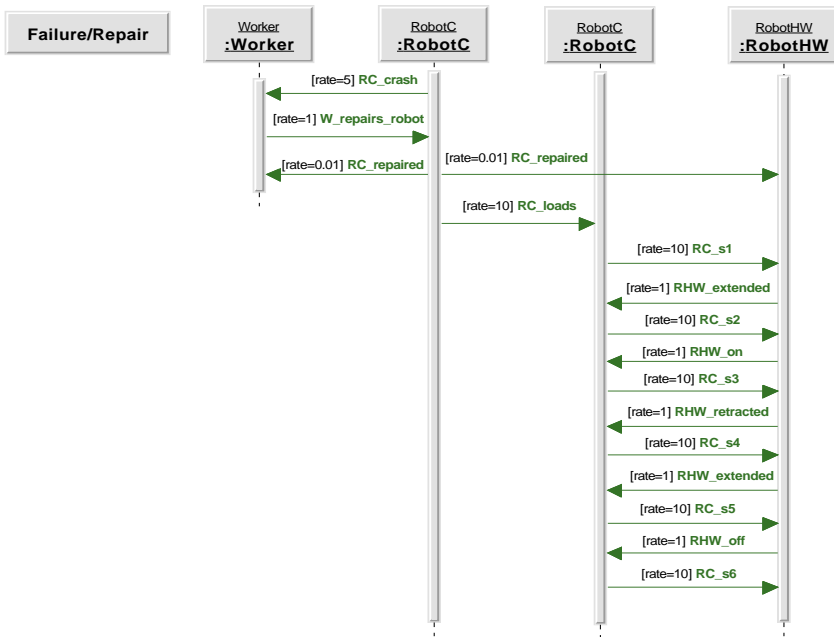 Failure/Repair
Worker
:Worker
RobotC
:RobotC
RobotC
:RobotC
RobotHW
:RobotHW
[rate=5] RC_crash
[rate=1] W_repairs_robot
[rate=0.01] RC_repaired
[rate=0.01] RC_repaired
[rate=10] RC_loads
[rate=10] RC_s1
[rate=1] RHW_extended
[rate=10] RC_s2
[rate=1] RHW_on
[rate=10] RC_s3
[rate=1] RHW_retracted
[rate=10] RC_s4
[rate=1] RHW_extended
[rate=10] RC_s5
[rate=1] RHW_off
[rate=10] RC_s6